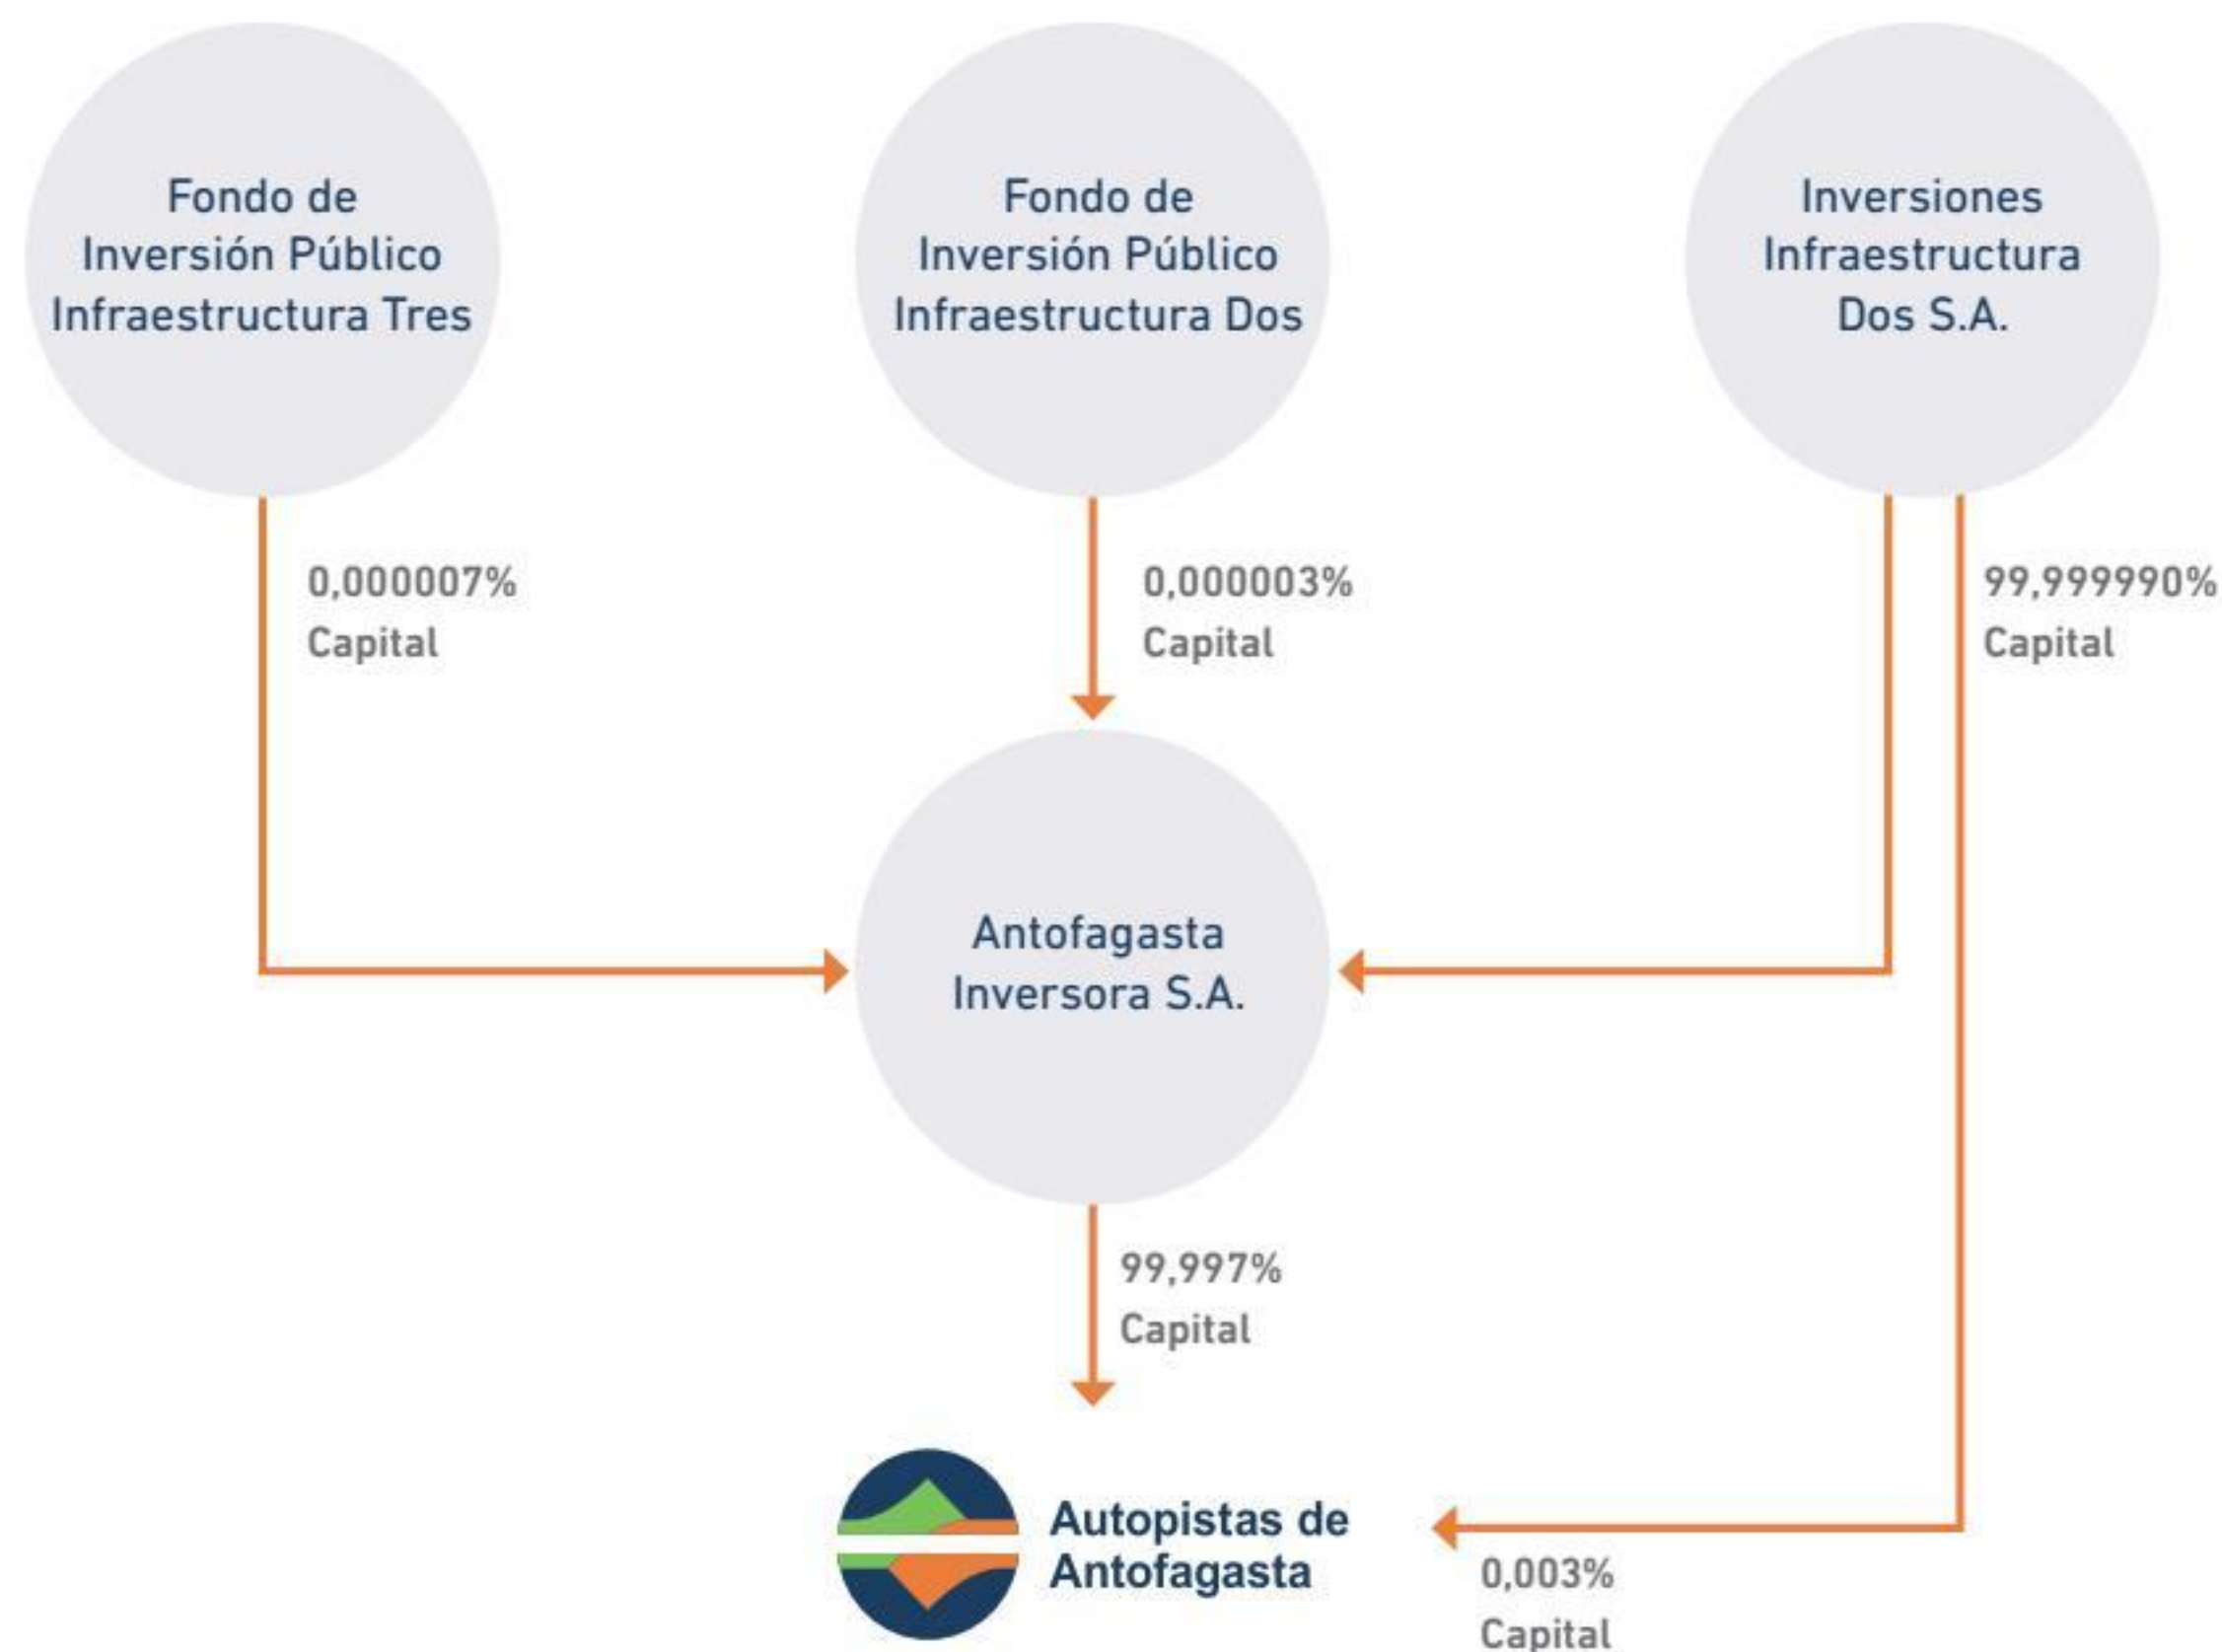 Fondo de
Inversión Público
Infraestructura Tres
Fondo de
Inversión Público
Infraestructura Dos
Inversiones
Infraestructura
Dos S.A.
0,000007%
Capital
0,000003%
Capital
99,999990%
Capital
Antofagasta
Inversora S.A.
99,997%
Capital
Autopistas de
Antofagasta
0,003%
Capital